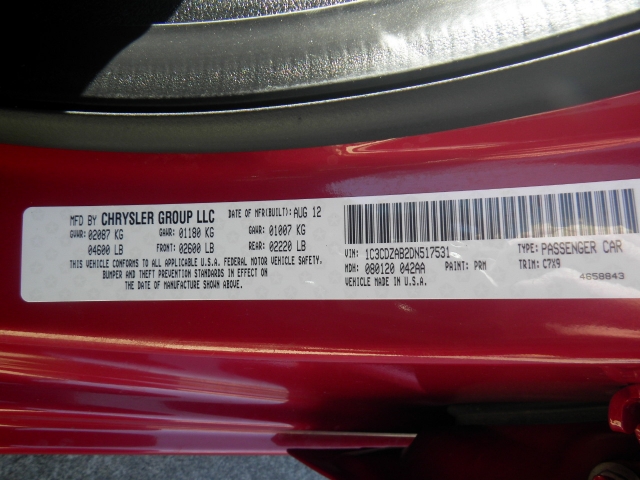 MFD BY CHRYSLER GROUP LLC DATE OF MFR(BUILT): AUG 12
GVWR: 02087 KG GAWR: 01180 KG GAWR: 01007 KG
04600 LB FRONT: 02600 LB REAR: 02220 LB
THIS VEHICLE CONFORMS TO ALL APPLICABLE U.S.A. FEDERAL MOTOR VEHICLE SAFETY,
BUMPER AND THEFT PREVENTION STANDARDS IN EFFECT ON
THE DATE OF MANUFACTURE SHOWN ABOVE.
VIN: 1C3CDZAB2DN517531 TYPE: PASSENGER CAR
MDH: 080120 042AA PAINT: PRM TRIM: C7X9
VEHICLE MADE IN U.S.A. 4658843